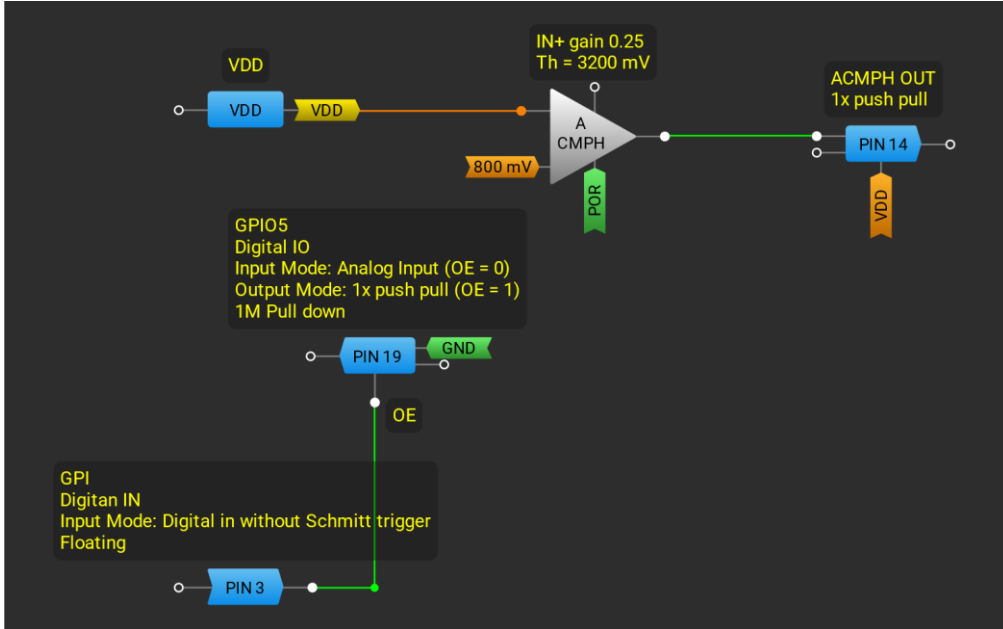 IN+ gain 0.25
Th = 3200 mV
VDD
VDD
VDD
A
CMPH
800 mV
POR
ACMPH OUT
1x push pull
PIN 14
VDD
GPIO5
Digital IO
Input Mode: Analog Input (OE = 0)
Output Mode: 1x push pull (OE = 1)
1M Pull down
PIN 19
GND
OE
GPI
Digitan IN
Input Mode: Digital in without Schmitt trigger
Floating
PIN 3